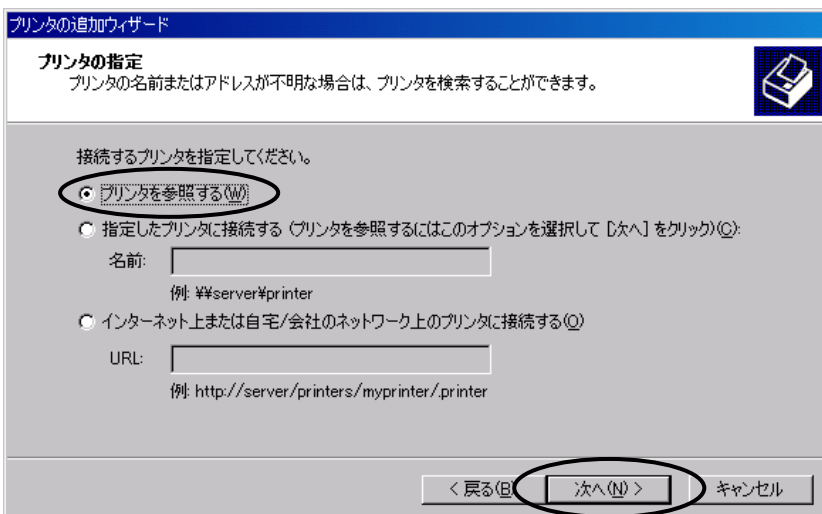 プリンタの追加ウィザード
プリンタの指定
プリンタの名前またはアドレスが不明な場合は、プリンタを検索することができます。
接続するプリンタを指定してください。
プリンタを参照する(W)
指定したプリンタに接続する (プリンタを参照するにはこのオプションを選択して [次へ] をクリック)(C):
名前:
例: ¥¥server¥printer
インターネット上または自宅/会社のネットワーク上のプリンタに接続する(O)
URL:
例: http://server/printers/myprinter/.printer
< 戻る(B) 次へ(N) > キャンセル